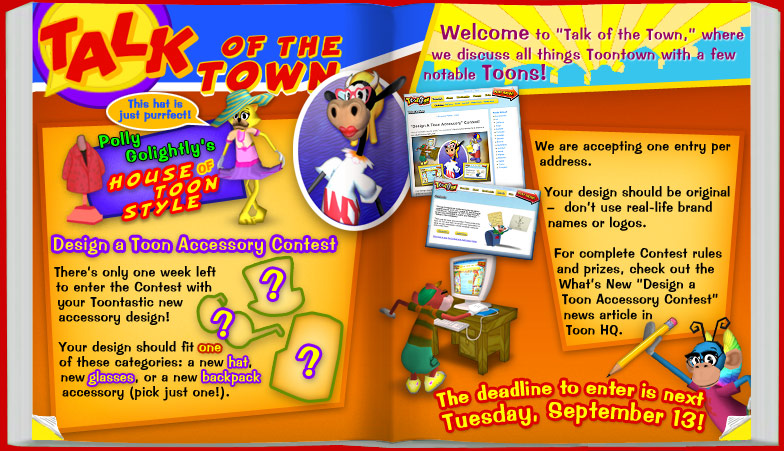 TALK
OF THE
TOWN
This hat is
just purrfect!
Polly
Golightly's
HOUSE OF
TOON
STYLE
Design a Toon Accessory Contest
There's only one week left
to enter the Contest with
your Toontastic new
accessory design!
Your design should fit one
of these categories: a new hat,
new glasses, or a new backpack
accessory (pick just one!).
?
?
?
Welcome to "Talk of the Town," where
we discuss all things Toontown with a few
notable Toons!
"Design A Toon Accessory" Contest
We are accepting one entry per
address.
Your design should be original
– don't use real-life brand
names or logos.
For complete Contest rules
and prizes, check out the
What's New "Design a
Toon Accessory Contest"
news article in
Toon HQ.
The deadline to enter is next
Tuesday, September 13!